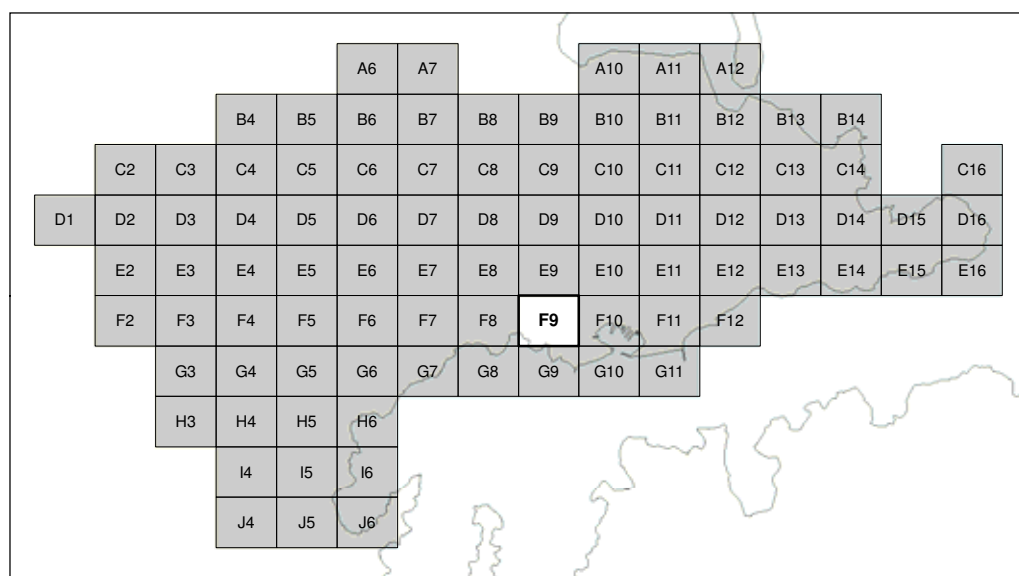 A6 A7 A10 A11 A12
B4 B5 B6 B7 B8 B9 B10 B11 B12 B13 B14
C2 C3 C4 C5 C6 C7 C8 C9 C10 C11 C12 C13 C14 C16
D1 D2 D3 D4 D5 D6 D7 D8 D9 D10 D11 D12 D13 D14 D15 D16
E2 E3 E4 E5 E6 E7 E8 E9 E10 E11 E12 E13 E14 E15 E16
F2 F3 F4 F5 F6 F7 F8 F9 F10 F11 F12
G3 G4 G5 G6 G7 G8 G9 G10 G11
H3 H4 H5 H6
I4 I5 I6
J4 J5 J6